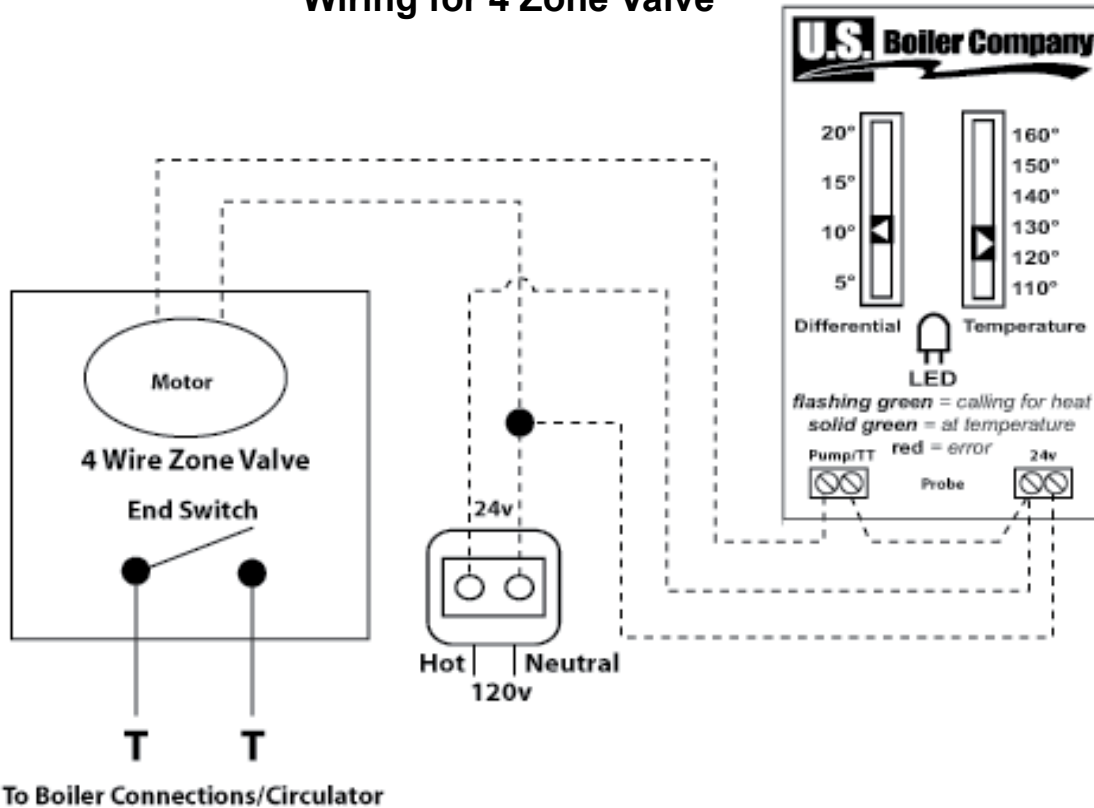 Wiring for 4 Zone Valve
U.S. Boiler Company
20°
15°
10°
5°
160°
150°
140°
130°
120°
110°
Differential
Temperature
LED
flashing green = calling for heat
solid green = at temperature
red = error
Pump/TT
Probe
24v
Motor
4 Wire Zone Valve
End Switch
24v
Hot
Neutral
120v
T
T
To Boiler Connections/Circulator